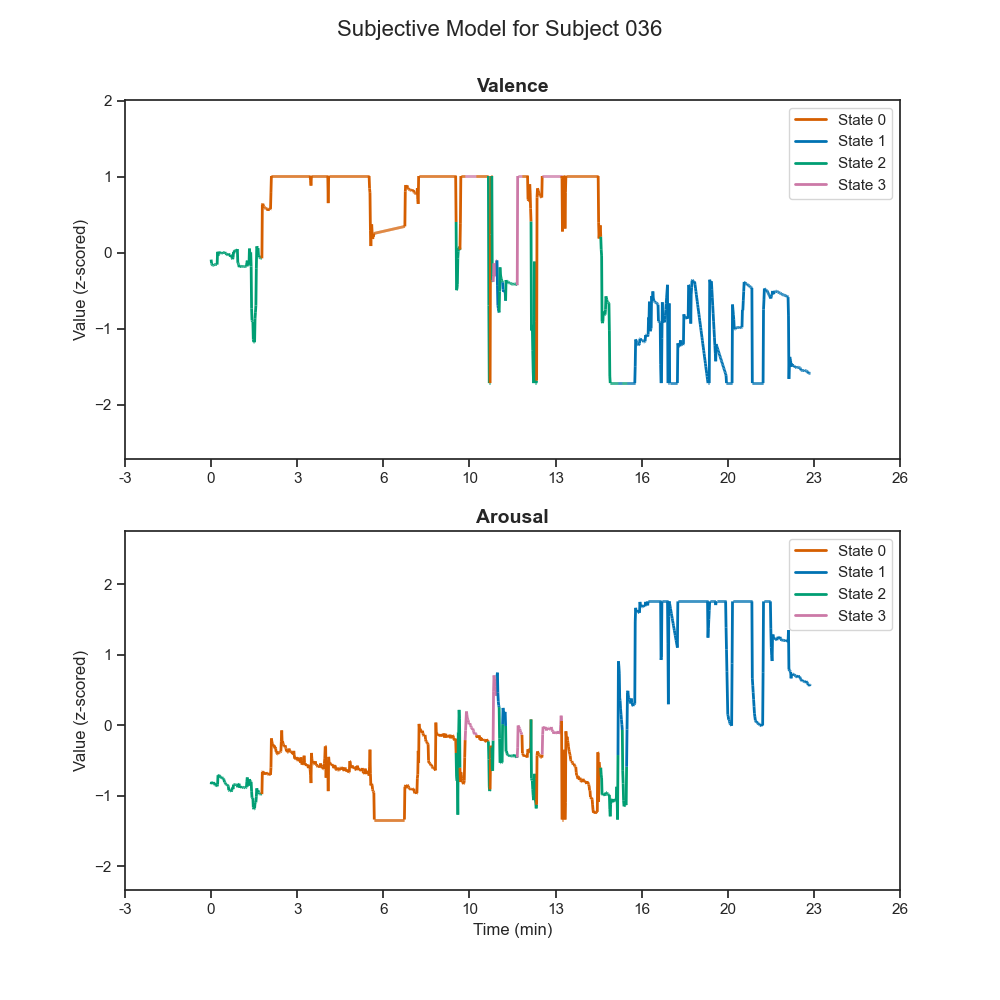 Subjective Model for Subject 036
Valence
Value (z-scored)
2
1
0
−1
−2
State 0
State 1
State 2
State 3
-3 0 3 6 10 13 16 20 23 26
Arousal
Value (z-scored)
2
1
0
−1
−2
State 0
State 1
State 2
State 3
-3 0 3 6 10 13 16 20 23 26
Time (min)